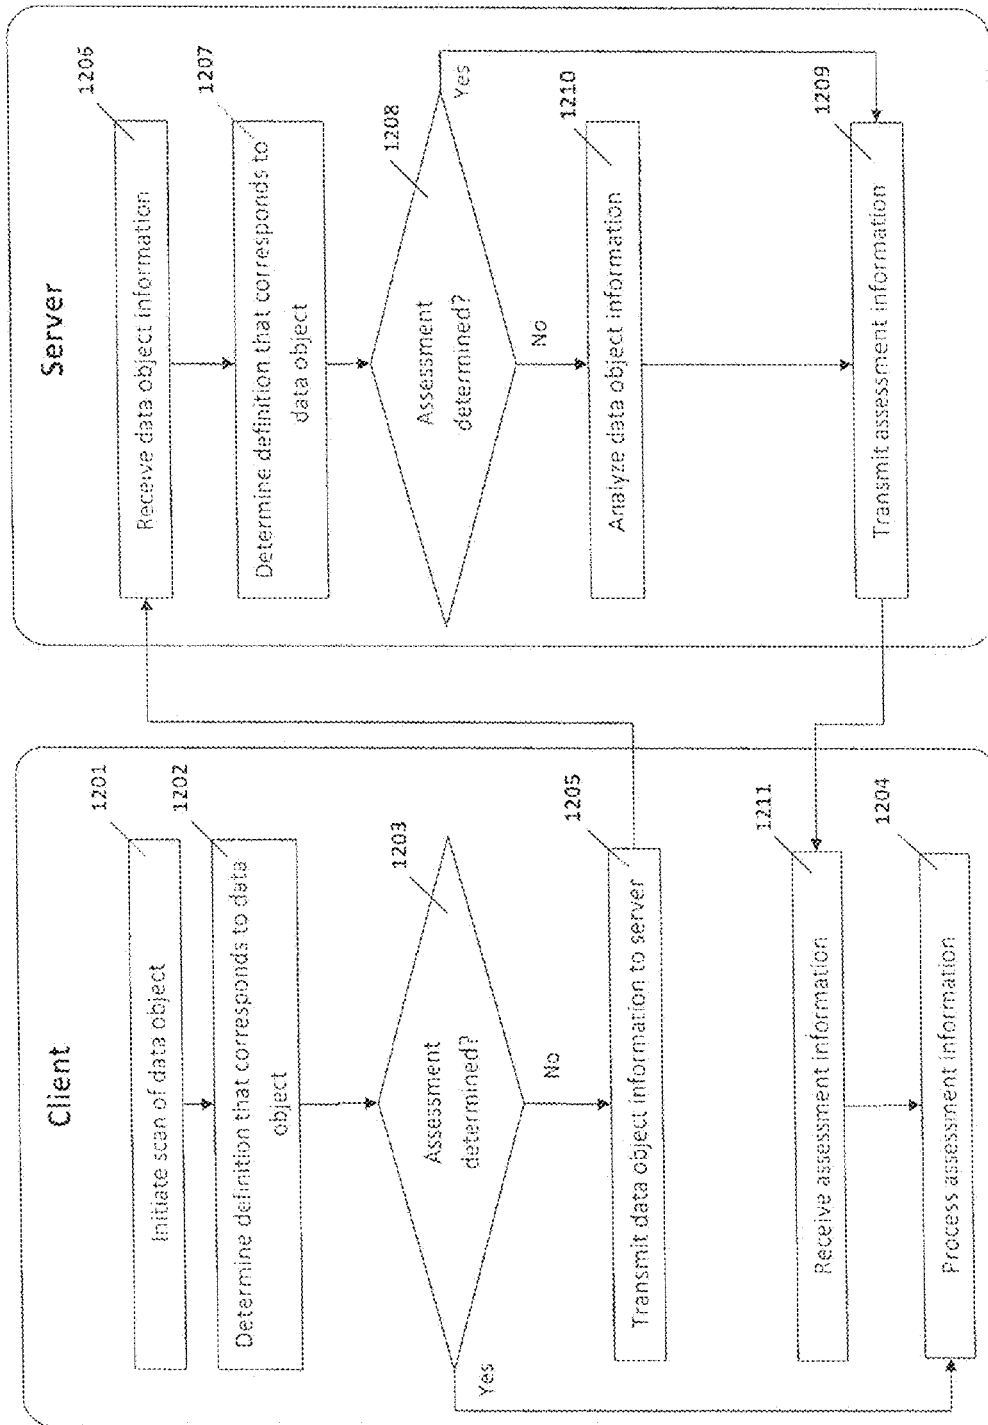 Client
1201
Initiate scan of data object
1202
Determine definition that corresponds to data
object
1203
Assessment
determined?
Yes
No
1205
Transmit data object information to server
1211
Receive assessment information
1204
Process assessment information
Server
1206
Receive data object information
1207
Determine definition that corresponds to
data object
1208
Assessment
determined?
Yes
No
1210
Analyze data object information
1209
Transmit assessment information